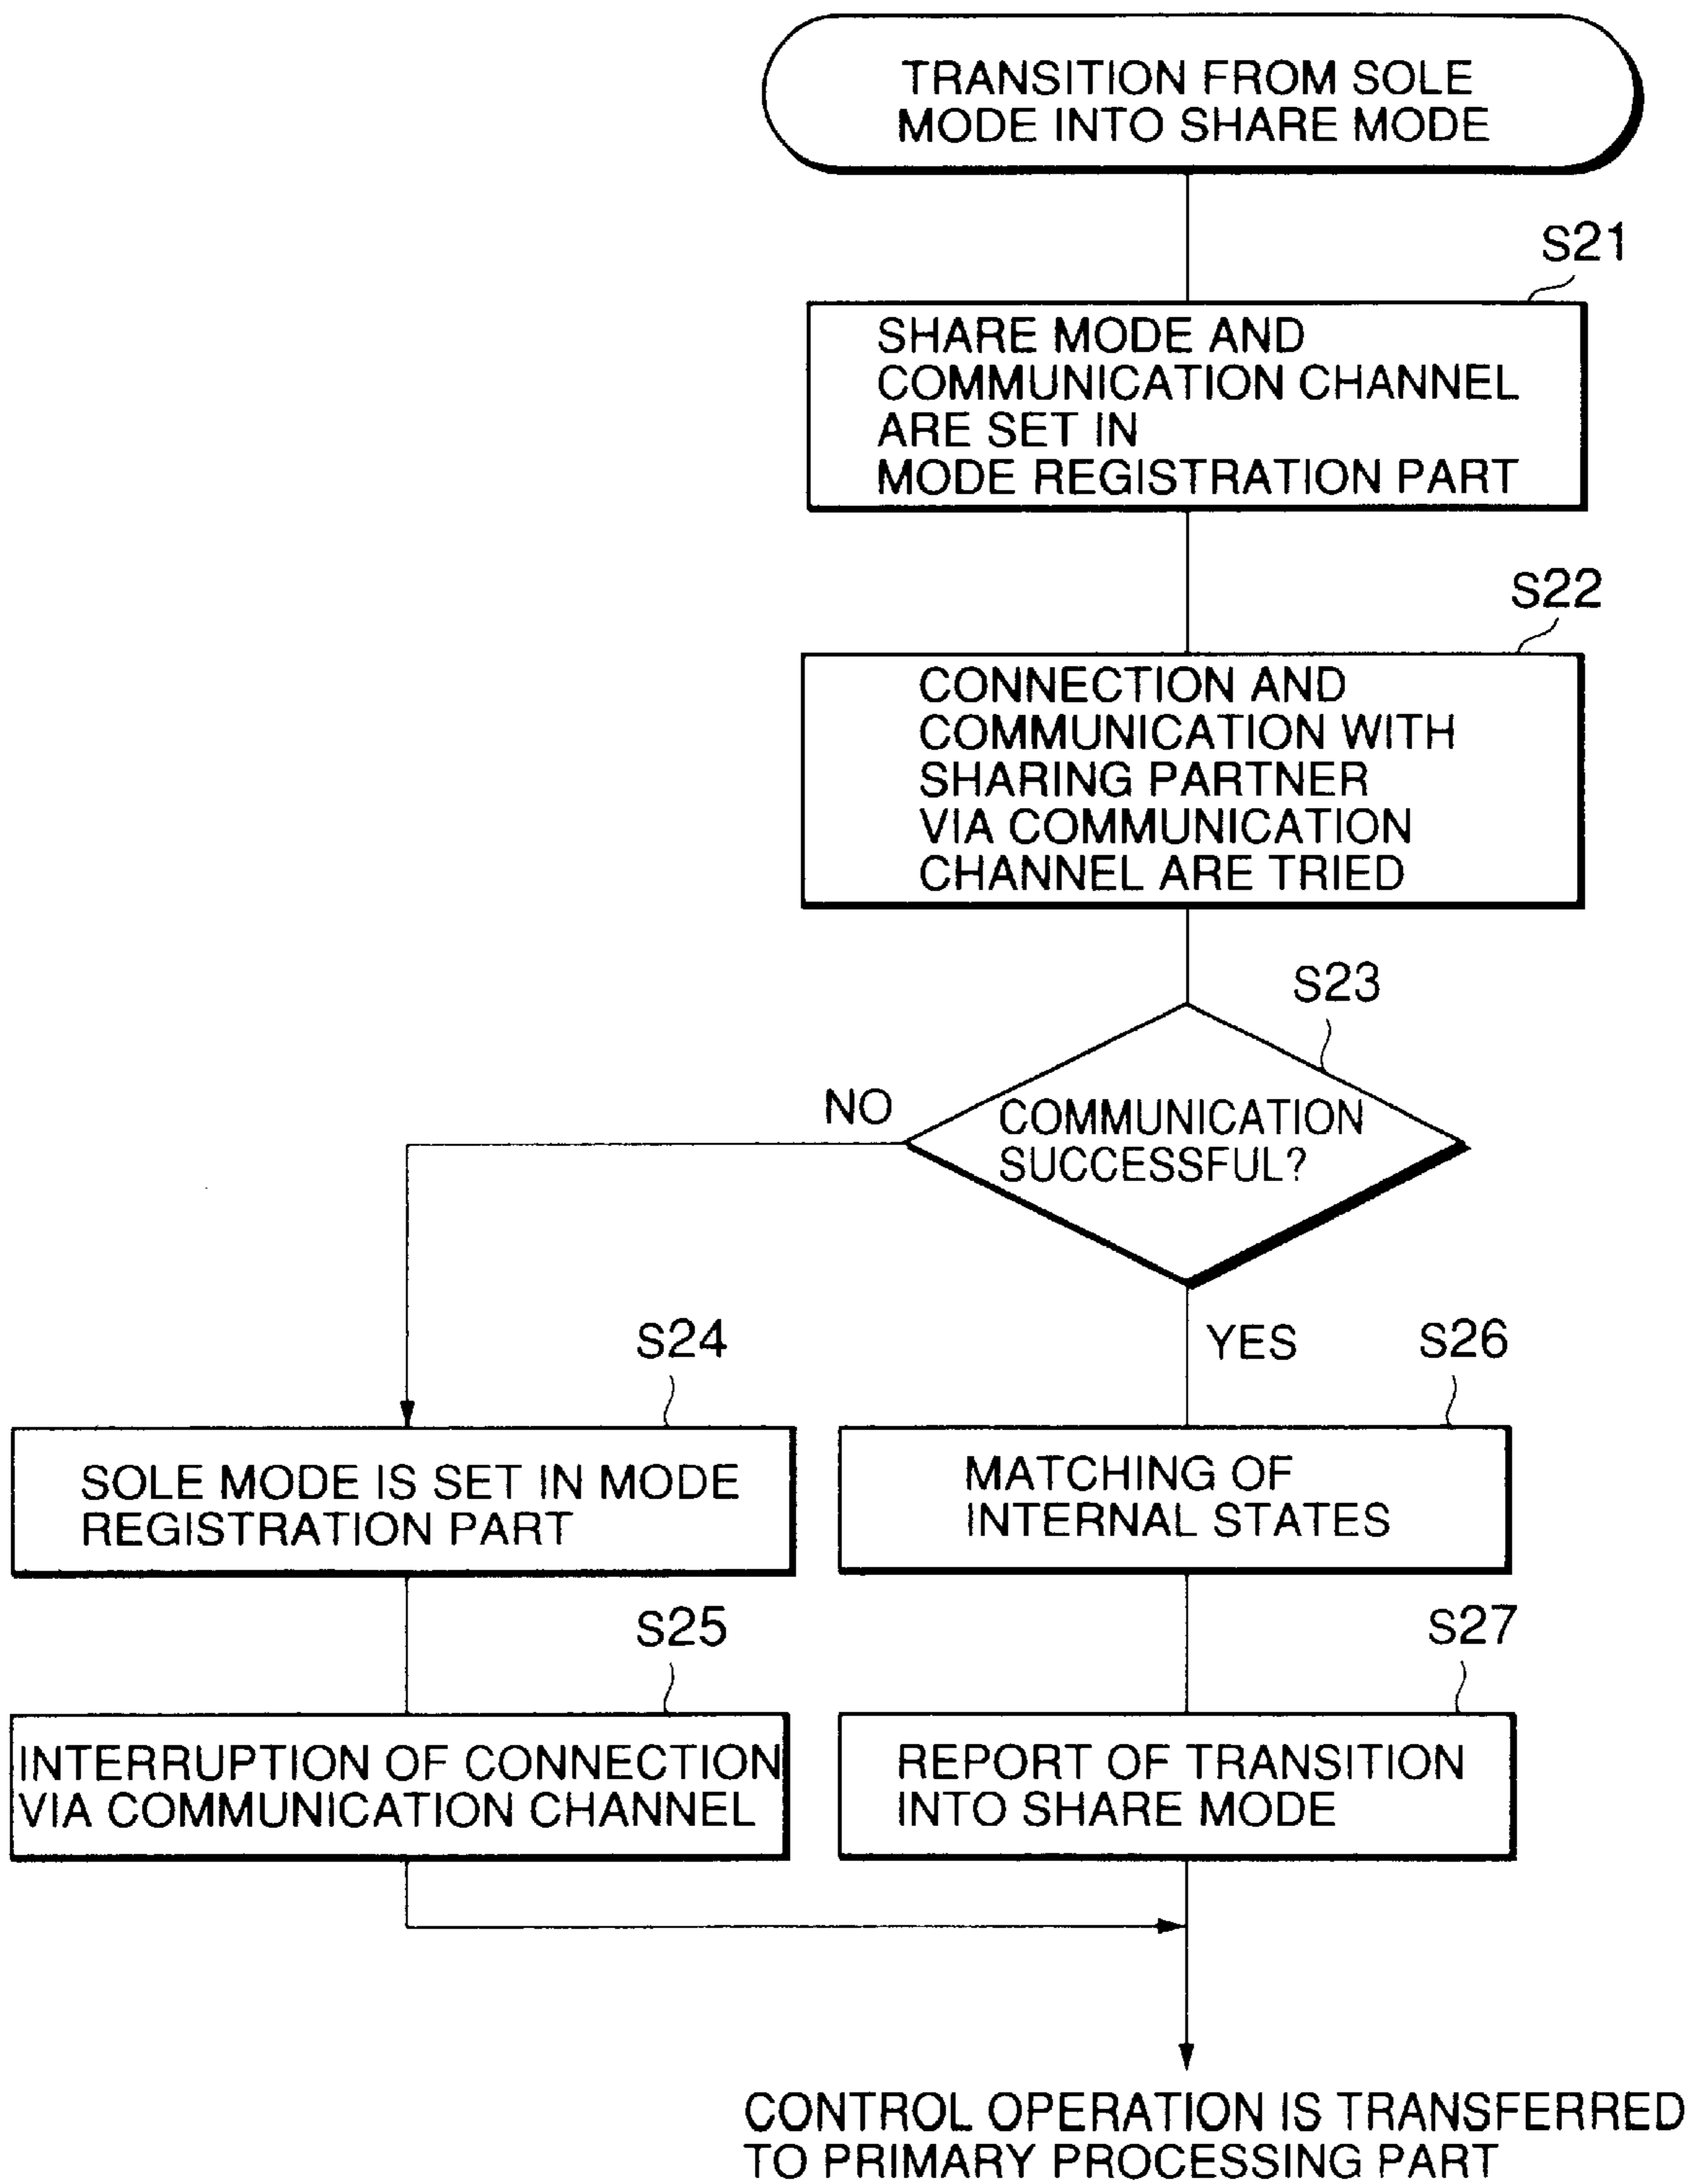 TRANSITION FROM SOLE
MODE INTO SHARE MODE
S21
SHARE MODE AND
COMMUNICATION CHANNEL
ARE SET IN
MODE REGISTRATION PART
S22
CONNECTION AND
COMMUNICATION WITH
SHARING PARTNER
VIA COMMUNICATION
CHANNEL ARE TRIED
S23
COMMUNICATION
SUCCESSFUL?
NO
YES
S24
SOLE MODE IS SET IN MODE
REGISTRATION PART
S25
INTERRUPTION OF CONNECTION
VIA COMMUNICATION CHANNEL
S26
MATCHING OF
INTERNAL STATES
S27
REPORT OF TRANSITION
INTO SHARE MODE
CONTROL OPERATION IS TRANSFERRED
TO PRIMARY PROCESSING PART